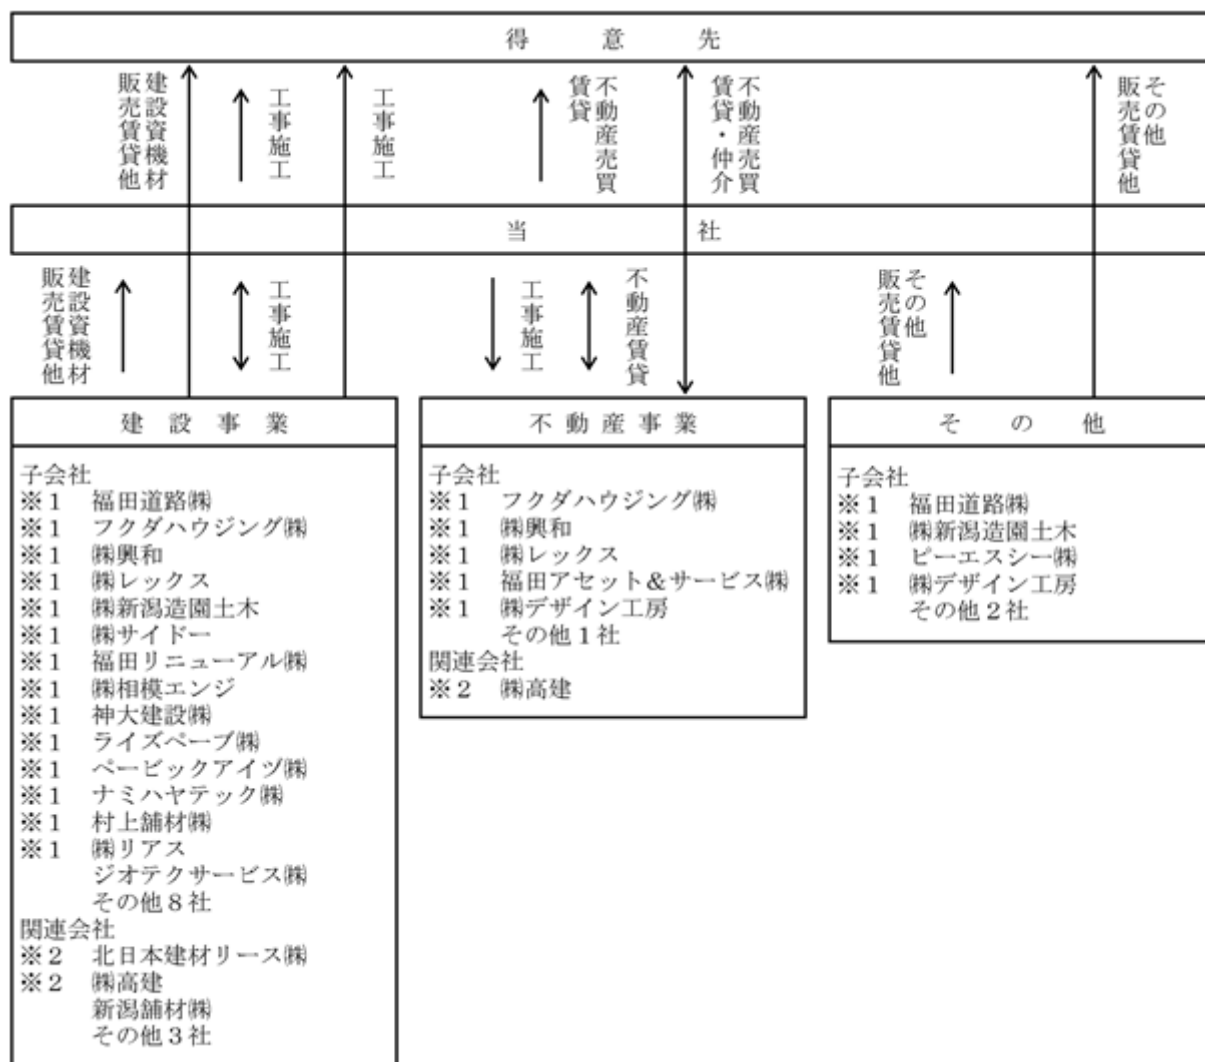 得意先
建設資機材
販売賃貸他
工事施工
工事施工
不動産売買
賃貸
不動産売買
賃貸・仲介
その他
販売賃貸他
当社
建設資機材
販売賃貸他
工事施工
工事施工
不動産賃貸
その他
販売賃貸他
建設事業
子会社
※1 福田道路㈱
※1 フクダハウジング㈱
※1 ㈱興和
※1 ㈱レックス
※1 ㈱新潟造園土木
※1 ㈱サイドー
※1 福田リニューアル㈱
※1 ㈱相模エンジ
※1 神大建設㈱
※1 ライズペーブ㈱
※1 ペービックアイヅ㈱
※1 ナミハヤテック㈱
※1 村上舗材㈱
※1 ㈱リアス
ジオテクサービス㈱
その他8社
関連会社
※2 北日本建材リース㈱
※2 ㈱高建
新潟舗材㈱
その他3社
不動産事業
子会社
※1 フクダハウジング㈱
※1 ㈱興和
※1 ㈱レックス
※1 福田アセット＆サービス㈱
※1 ㈱デザイン工房
その他1社
関連会社
※2 ㈱高建
その他
子会社
※1 福田道路㈱
※1 ㈱新潟造園土木
※1 ピーエスシー㈱
※1 ㈱デザイン工房
その他2社